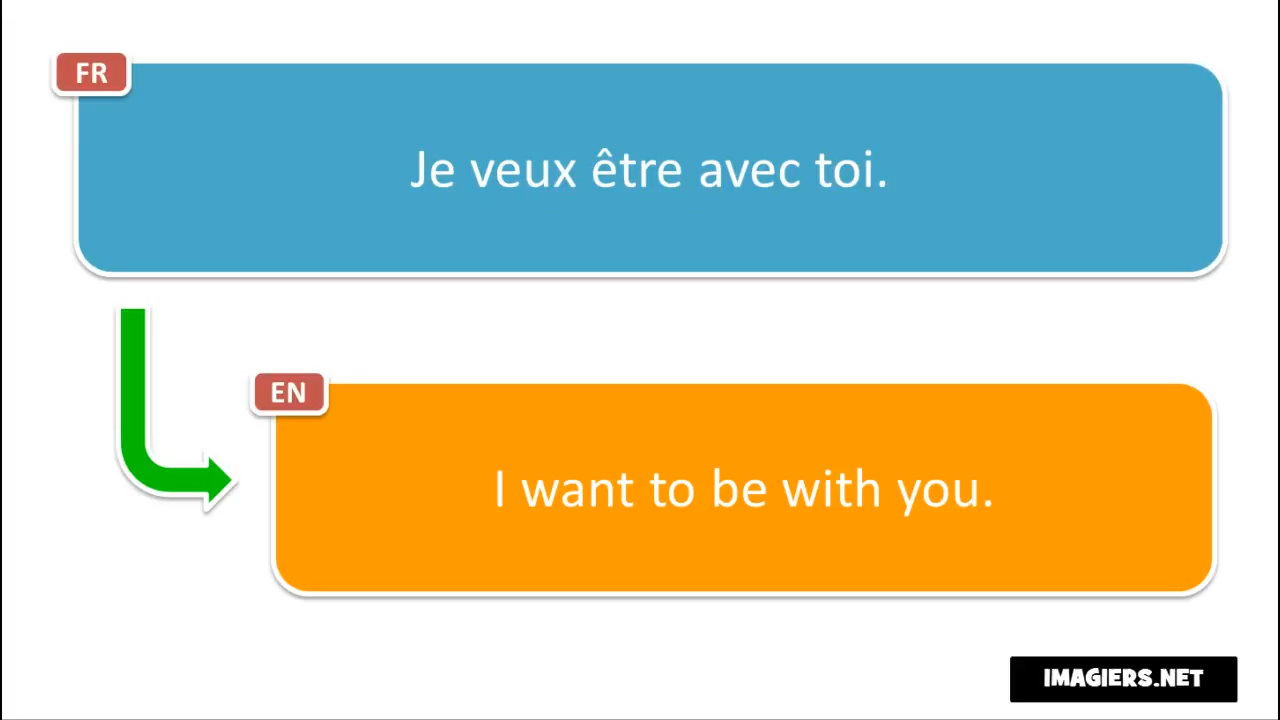 FR
Je veux être avec toi.
EN
I want to be with you.
IMAGIERS.NET